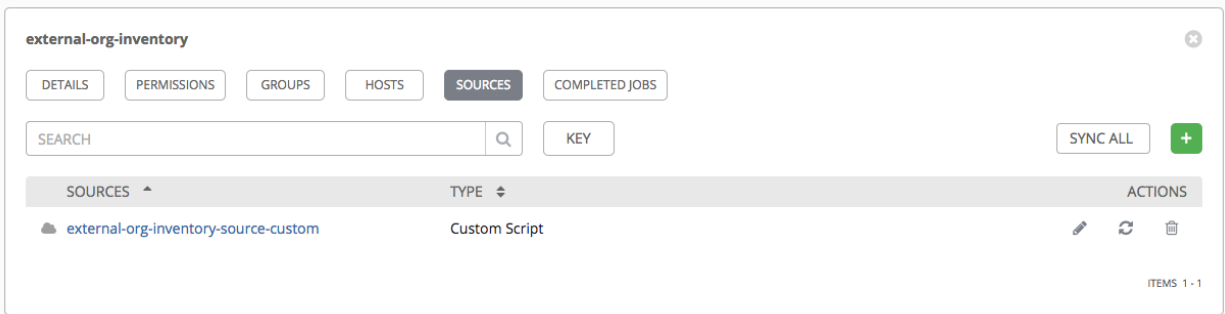 external-org-inventory
DETAILS PERMISSIONS GROUPS HOSTS SOURCES COMPLETED JOBS
SEARCH KEY SYNC ALL +
SOURCES TYPE ACTIONS
external-org-inventory-source-custom Custom Script
ITEMS 1 - 1